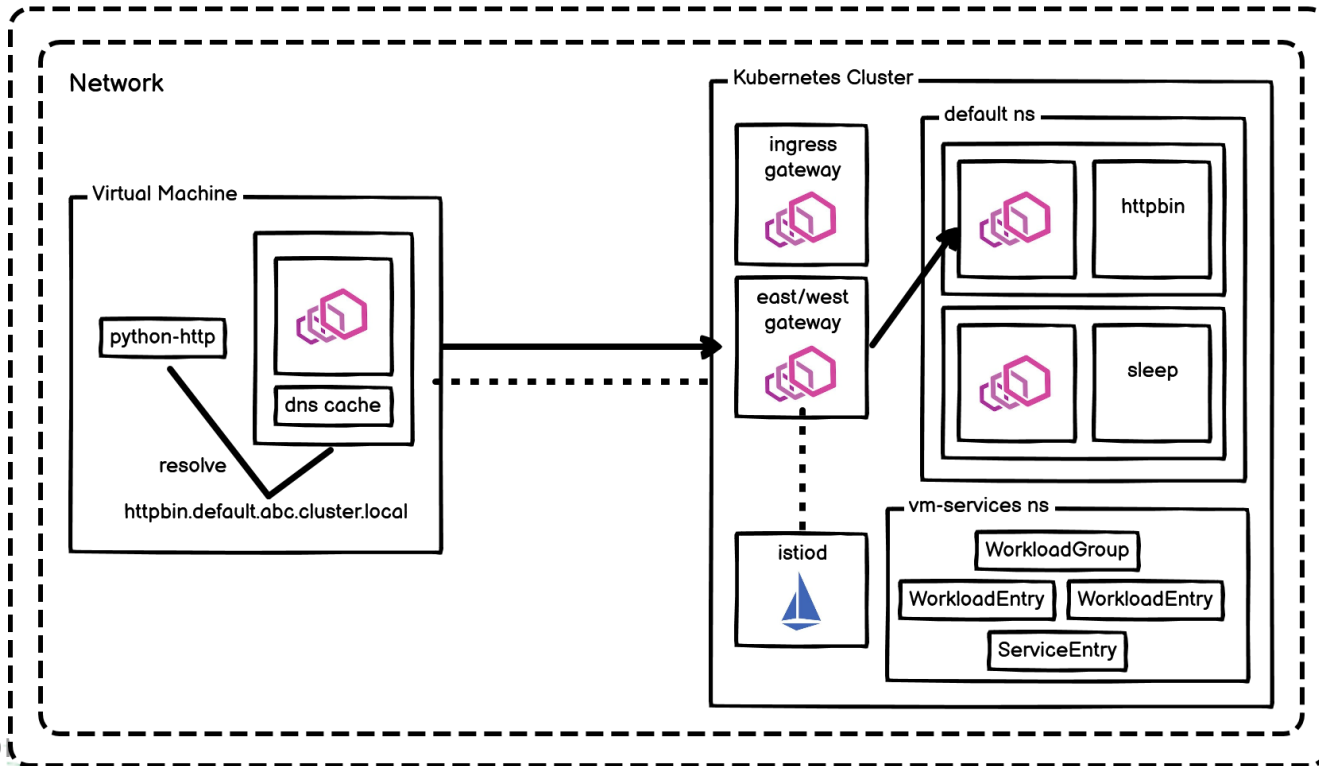 Network
Virtual Machine
python-http
dns cache
resolve
httpbin.default.abc.cluster.local
Kubernetes Cluster
ingress
gateway
east/west
gateway
istiod
default ns
httpbin
sleep
vm-services ns
WorkloadGroup
WorkloadEntry
WorkloadEntry
ServiceEntry